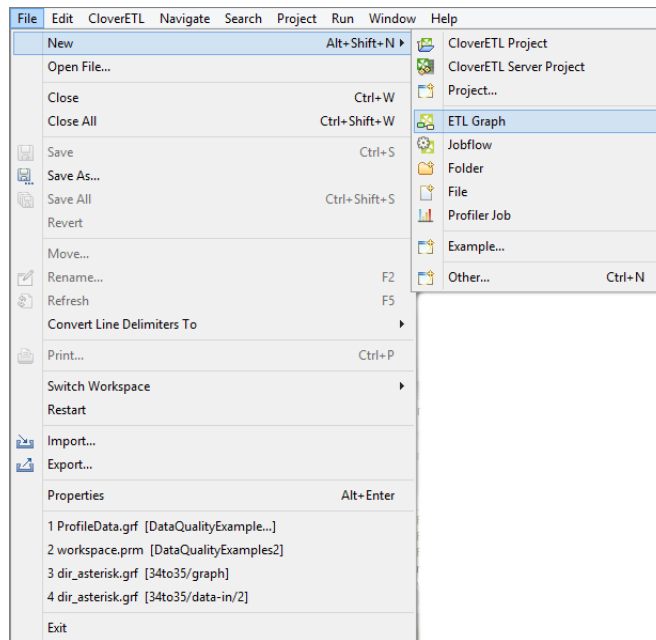 File Edit CloverETL Navigate Search Project Run Window Help
New Alt+Shift+N
Open File...
Close Ctrl+W
Close All Ctrl+Shift+W
Save Ctrl+S
Save As...
Save All Ctrl+Shift+S
Revert
Move...
Rename... F2
Refresh F5
Convert Line Delimiters To
Print... Ctrl+P
Switch Workspace
Restart
Import...
Export...
Properties Alt+Enter
1 ProfileData.grf [DataQualityExample...]
2 workspace.prm [DataQualityExamples2]
3 dir_asterisk.grf [34to35/graph]
4 dir_asterisk.grf [34to35/data-in/2]
Exit
CloverETL Project
CloverETL Server Project
Project...
ETL Graph
Jobflow
Folder
File
Profiler Job
Example...
Other... Ctrl+N